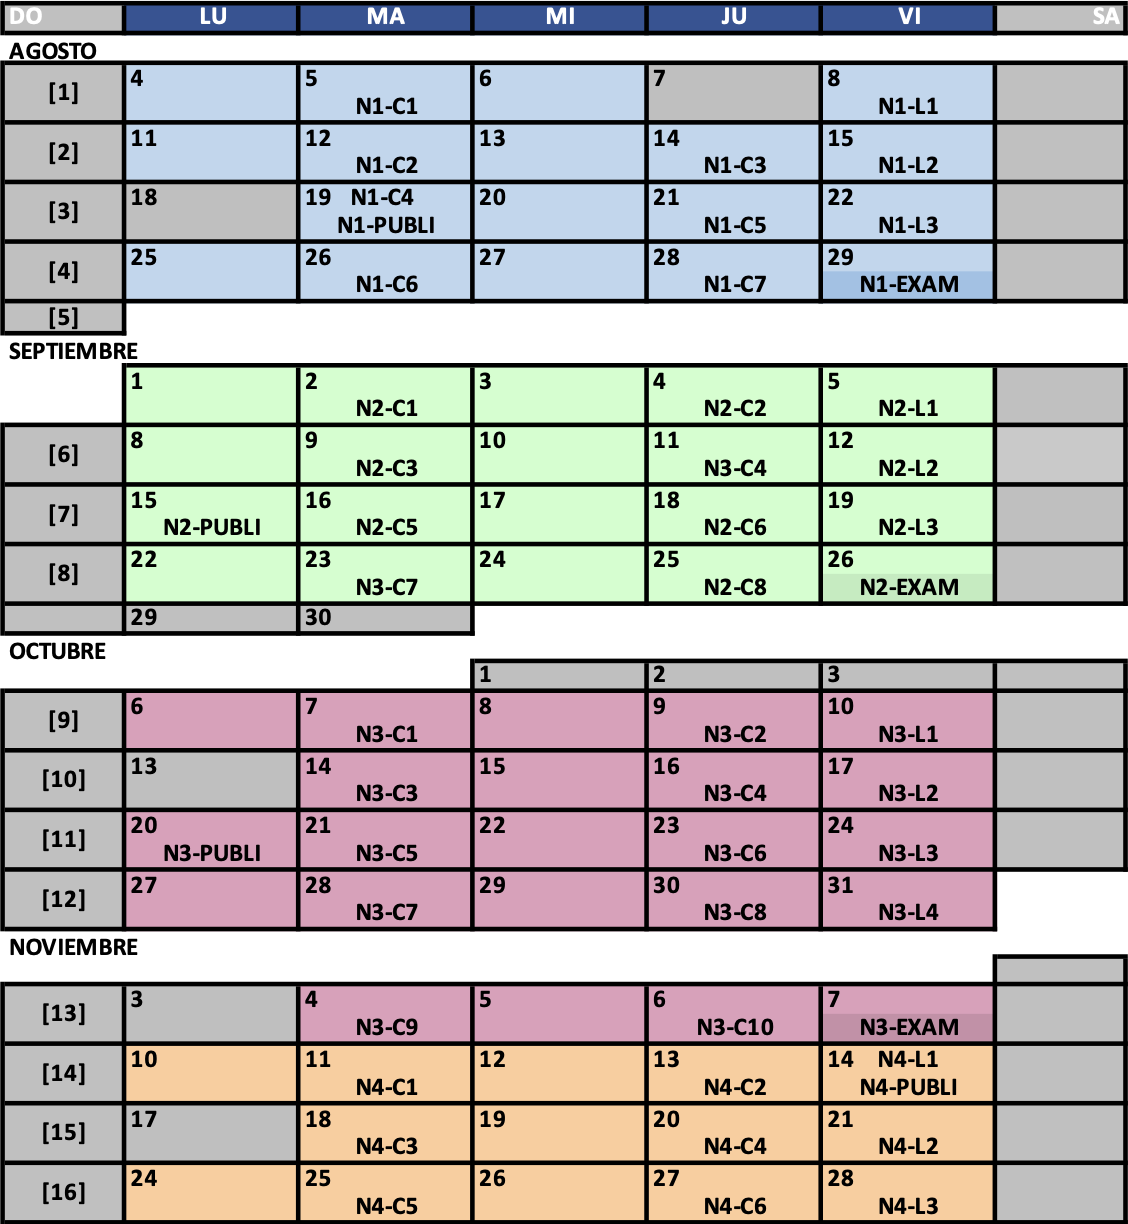 DO LU MA MI JU VI SA
AGOSTO
[1] 4 5 6 7 8
N1-C1 N1-L1
[2] 11 12 13 14 15
N1-C2 N1-C3 N1-L2
[3] 18 19 N1-C4 20 21 22
N1-PUBLI N1-C5 N1-L3
[4] 25 26 27 28 29
N1-C6 N1-C7 N1-EXAM
[5]
SEPTIEMBRE
1 2 3 4 5
N2-C1 N2-C2 N2-L1
[6] 8 9 10 11 12
N2-C3 N3-C4 N2-L2
[7] 15 16 17 18 19
N2-PUBLI N2-C5 N2-C6 N2-L3
[8] 22 23 24 25 26
N3-C7 N2-C8 N2-EXAM
29 30
OCTUBRE
1 2 3
[9] 6 7 8 9 10
N3-C1 N3-C2 N3-L1
[10] 13 14 15 16 17
N3-C3 N3-C4 N3-L2
[11] 20 21 22 23 24
N3-PUBLI N3-C5 N3-C6 N3-L3
[12] 27 28 29 30 31
N3-C7 N3-C8 N3-L4
NOVIEMBRE
[13] 3 4 5 6 7
N3-C9 N3-C10 N3-EXAM
[14] 10 11 12 13 14 N4-L1
N4-C1 N4-C2 N4-PUBLI
[15] 17 18 19 20 21
N4-C3 N4-C4 N4-L2
[16] 24 25 26 27 28
N4-C5 N4-C6 N4-L3